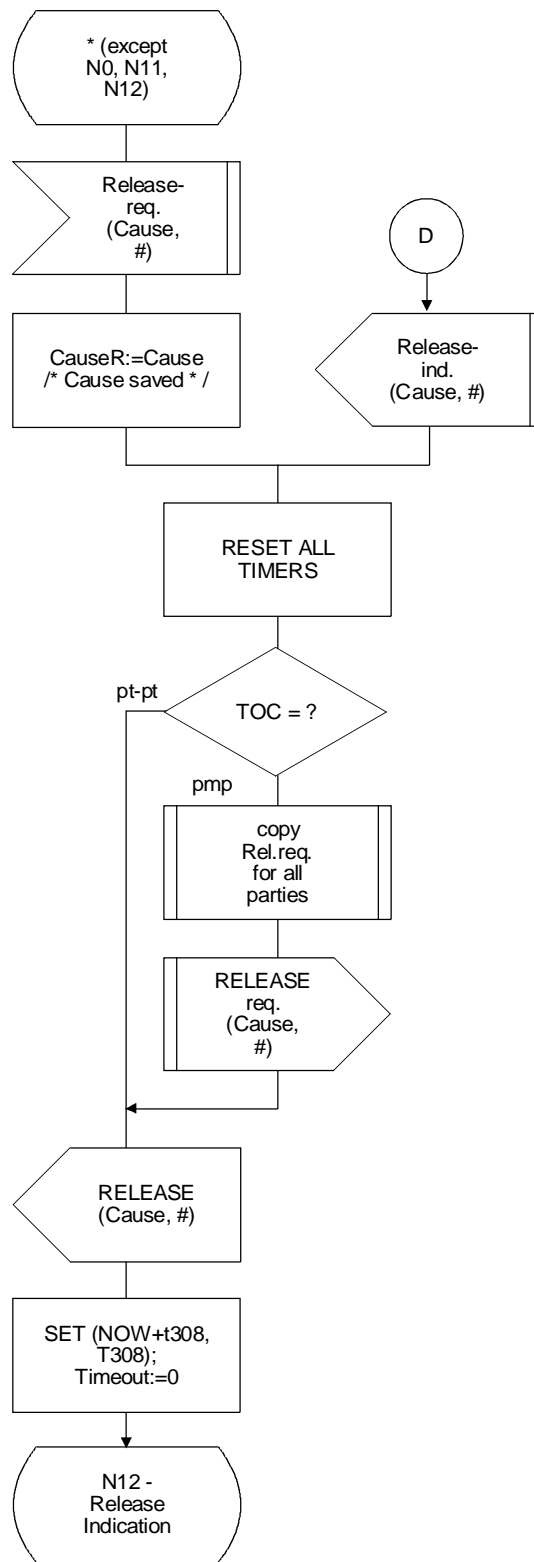 * (except
N0, N11,
N12)
Release-
req.
(Cause,
#)
D
CauseR:=Cause
/* Cause saved * /
Release-
ind.
(Cause, #)
RESET ALL
TIMERS
pt-pt
TOC = ?
pmp
copy
Rel.req.
for all
parties
RELEASE
req.
(Cause,
#)
RELEASE
(Cause, #)
SET (NOW+t308,
T308);
Timeout:=0
N12 -
Release
Indication